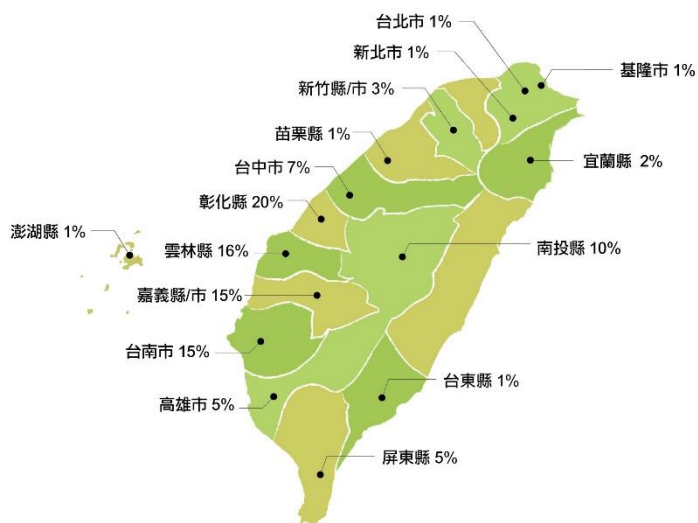 台北市 1%
新北市 1%
基隆市 1%
新竹縣/市 3%
苗栗縣 1%
台中市 7%
宜蘭縣 2%
彰化縣 20%
澎湖縣 1%
雲林縣 16%
南投縣 10%
嘉義縣/市 15%
台南市 15%
台東縣 1%
高雄市 5%
屏東縣 5%